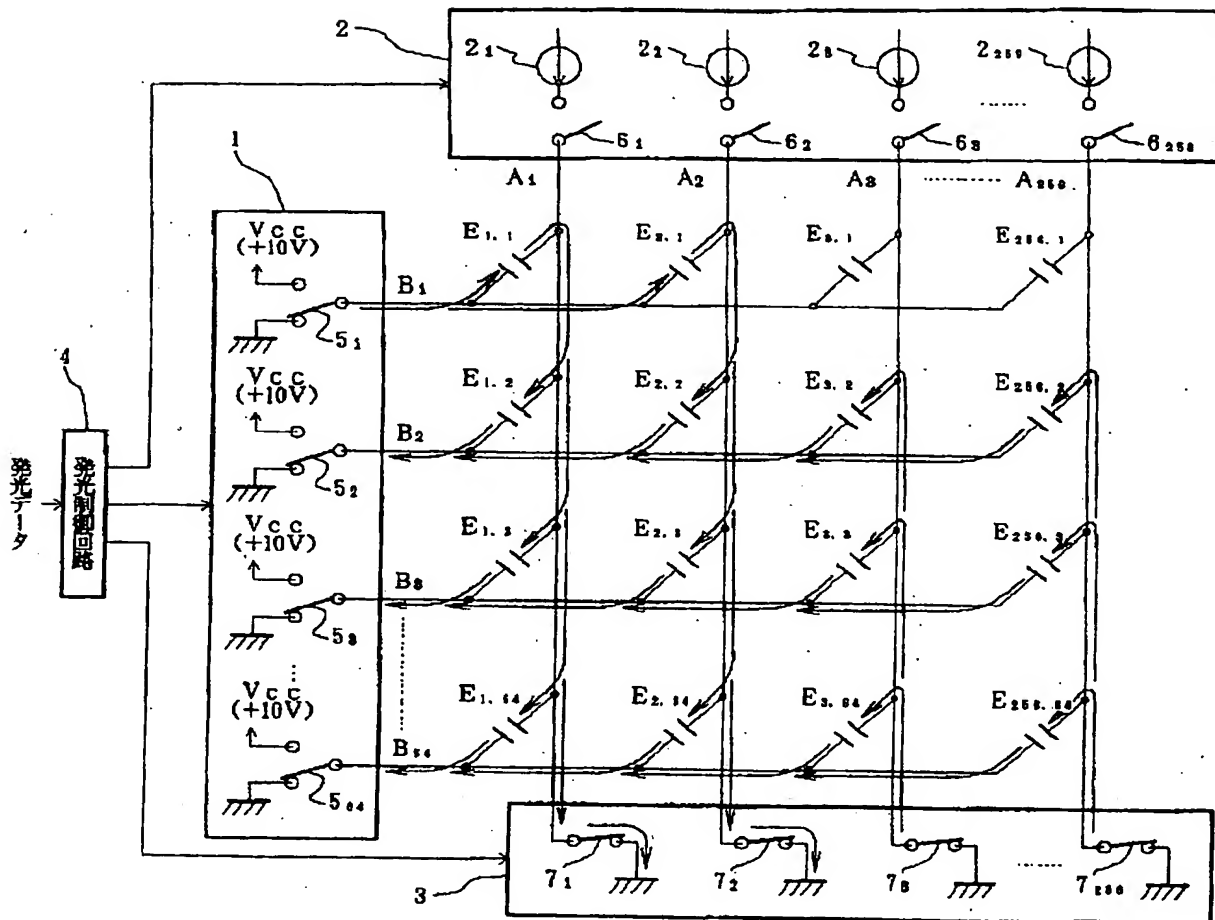 2
2₁
2₂
2₃
2₂₅₆
........
6₁
6₂
6₃
6₂₅₆
A₁
A₂
A₃
........
A₂₅₆
1
Vcc
(+10V)
5₁
B₁
E₁.₁
E₂.₁
E₃.₁
E₂₅₆.₁
4
発光データ
発光制御回路
Vcc
(+10V)
5₂
B₂
E₁.₂
E₂.₂
E₃.₂
E₂₅₆.₂
Vcc
(+10V)
5₃
B₃
E₁.₃
E₂.₃
E₃.₃
E₂₅₆.₃
Vcc
(+10V)
5₆₄
B₆₄
E₁.₆₄
E₂.₆₄
E₃.₆₄
E₂₅₆.₆₄
3
7₁
7₂
7₃
........
7₂₅₆